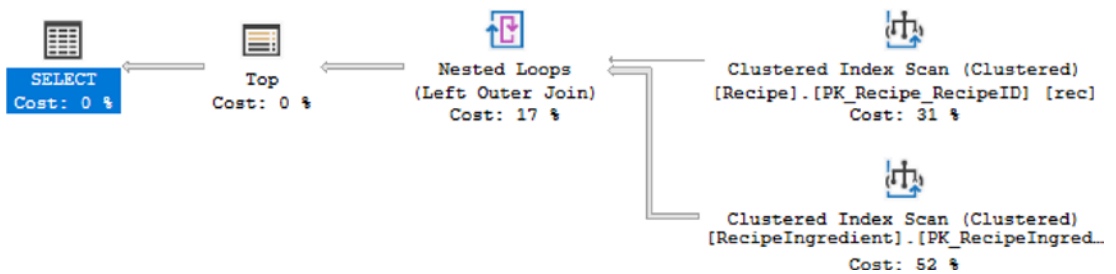 SELECT
Cost: 0 %
Top
Cost: 0 %
Nested Loops
(Left Outer Join)
Cost: 17 %
Clustered Index Scan (Clustered)
[Recipe].[PK_Recipe_RecipeID] [rec]
Cost: 31 %
Clustered Index Scan (Clustered)
[RecipeIngredient].[PK_RecipeIngred…
Cost: 52 %